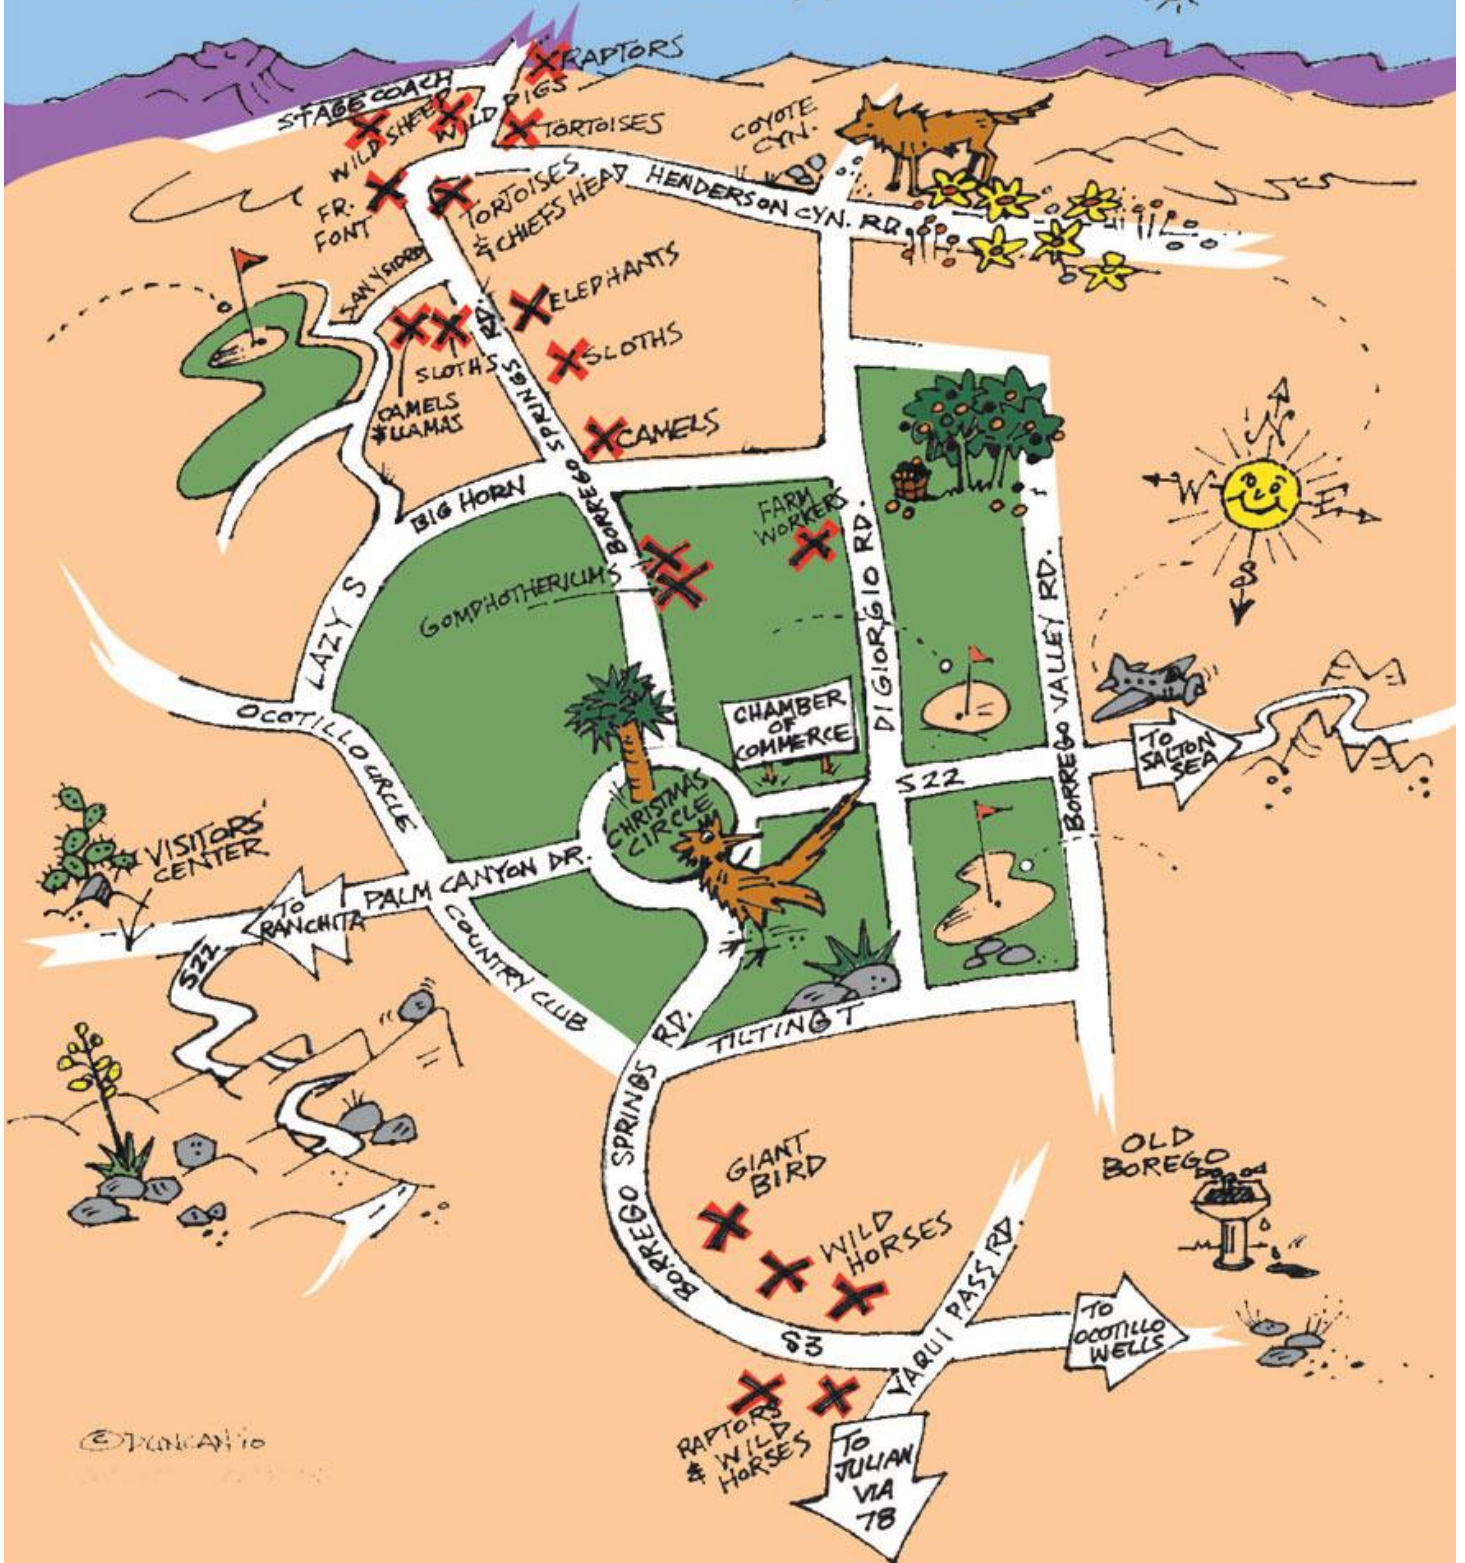 RAPTORS
STAGE COACH
WILD SHEEP
WILD PIGS
TORTOISES
COYOTE
CYN.
FR.
FONT
TORTOISES
& CHIEFS HEAD
HENDERSON CYN. RD.
SAN YSIDRO
ELEPHANTS
SLOTHS
SLOTHS
CAMELS
& LLAMAS
CAMELS
BORREGO SPRINGS RD.
BIG HORN
FARM
WORKERS
N
W
E
S
GOMPHOTHERIUMS
DI GIORGIO RD.
BORREGO VALLEY RD.
LAZY S
OCOTILLO CIRCLE
CHAMBER
OF
COMMERCE
S22
TO
SALTON
SEA
CHRISTMAS
CIRCLE
VISITORS'
CENTER
PALM CANYON DR.
TO
RANCHITA
S22
COUNTRY CLUB
TILTING T
BORREGO SPRINGS RD.
GIANT
BIRD
OLD
BOREGO
WILD
HORSES
YAQUI PASS RD.
S3
TO
OCOTILLO
WELLS
RAPTORS
& WILD
HORSES
TO
JULIAN
VIA
78
© DUNCAN '10